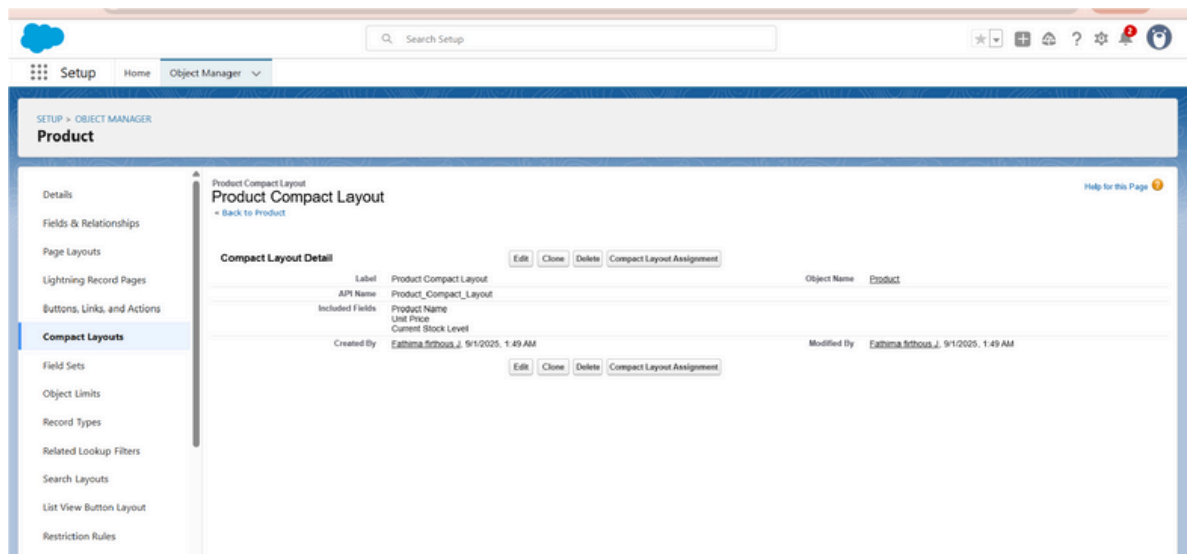 Search Setup
2
Setup Home Object Manager
SETUP > OBJECT MANAGER
Product
Details
Fields & Relationships
Page Layouts
Lightning Record Pages
Buttons, Links, and Actions
Compact Layouts
Field Sets
Object Limits
Record Types
Related Lookup Filters
Search Layouts
List View Button Layout
Restriction Rules
Product Compact Layout
Help for this Page
Product Compact Layout
« Back to Product
Compact Layout Detail Edit Clone Delete Compact Layout Assignment
Label Product Compact Layout Object Name Product
API Name Product_Compact_Layout
Included Fields Product Name
Unit Price
Current Stock Level
Created By Fathima firthous J, 9/1/2025, 1:49 AM Modified By Fathima firthous J, 9/1/2025, 1:49 AM
Edit Clone Delete Compact Layout Assignment